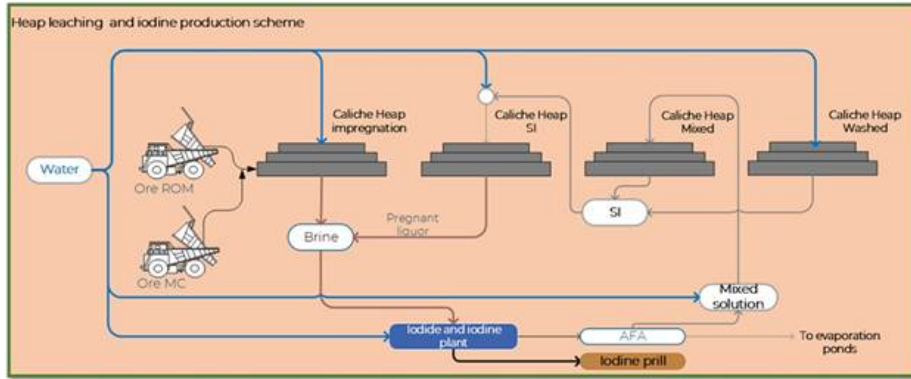 Heap leaching and iodine production scheme
Caliche Heap
impregnation
Caliche Heap
SI
Caliche Heap
Mixed
Caliche Heap
Washed
Water
Ore ROM
SI
Pregnant
liquor
Brine
Ore MC
Mixed
solution
Iodide and iodine
plant
AFA
To evaporation
ponds
Iodine prill